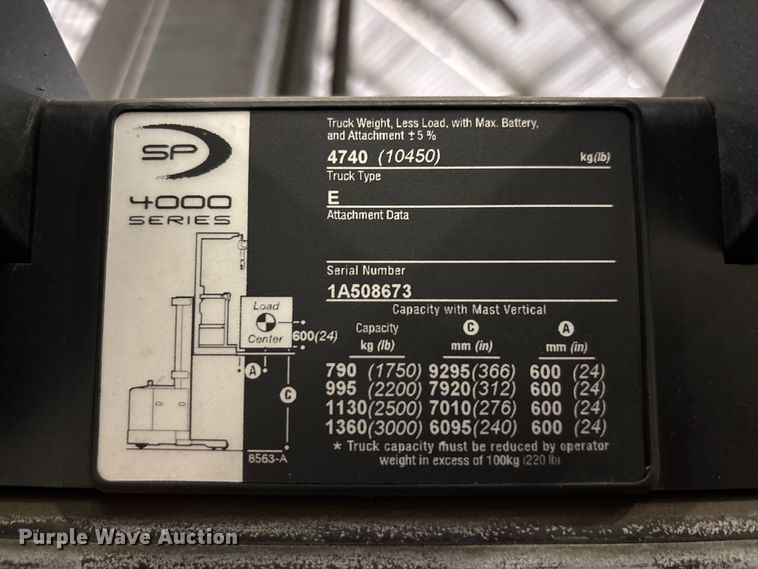 SP
4000
SERIES
Truck Weight, Less Load, with Max. Battery,
and Attachment ± 5 %
4740 (10450) kg(lb)
Truck Type
E
Attachment Data
Serial Number
1A508673
Capacity with Mast Vertical
Capacity C A
kg (lb) mm (in) mm (in)
790 (1750) 9295 (366) 600 (24)
995 (2200) 7920 (312) 600 (24)
1130 (2500) 7010 (276) 600 (24)
1360 (3000) 6095 (240) 600 (24)
* Truck capacity must be reduced by operator
weight in excess of 100kg (220 lb)
Load
Center
600(24)
A
C
8563-A
Purple Wave Auction